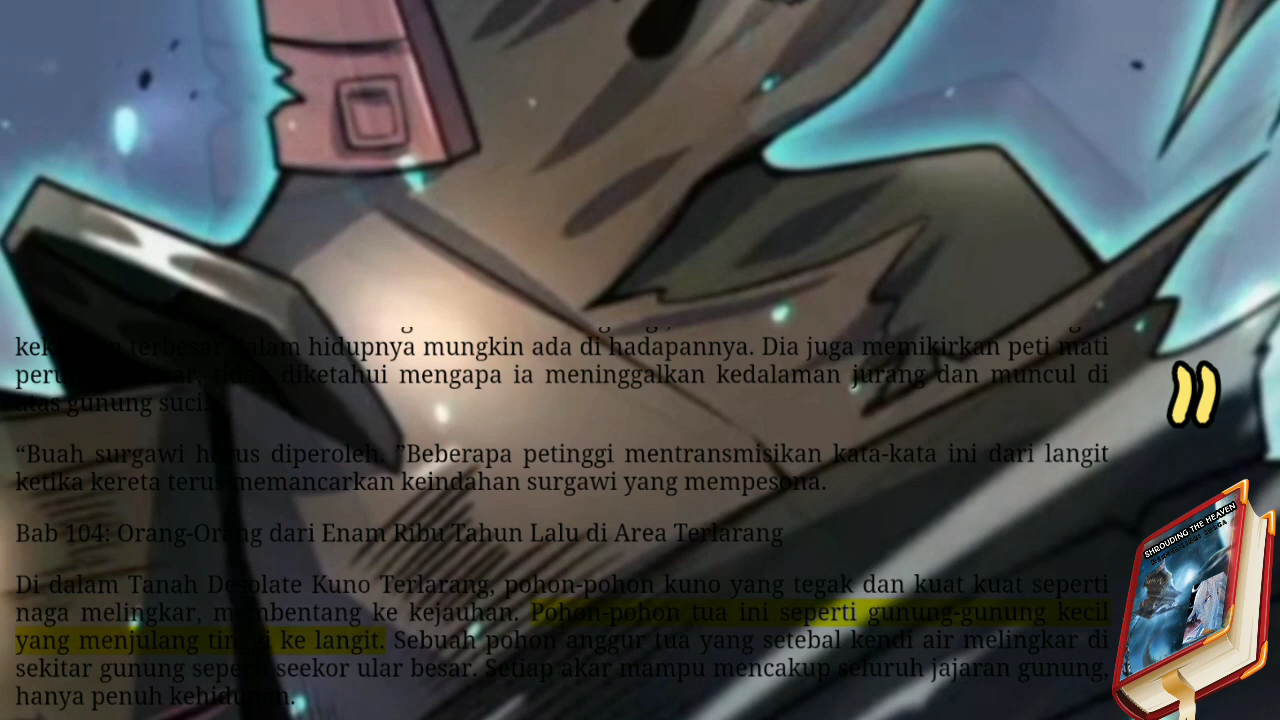 hidupnya mungkin ada di hadapannya. Dia juga memikirkan peti mati
diketahui mengapa ia meninggalkan kedalaman jurang dan muncul di
atas gunung suci.
“Buah surgawi harus diperoleh. ”Beberapa petinggi mentransmisikan kata-kata ini dari langit
ketika kereta terus memancarkan keindahan surgawi yang mempesona.
Bab 104: Orang-Orang dari Enam Ribu Tahun Lalu di Area Terlarang
Di dalam Tanah Desolate Kuno Terlarang, pohon-pohon kuno yang tegak dan kuat kuat seperti
naga melingkar, membentang ke kejauhan. Pohon-pohon tua ini seperti gunung-gunung kecil
yang menjulang tinggi ke langit. Sebuah pohon anggur tua yang setebal kendi air melingkar di
sekitar gunung seperti seekor ular besar. Setiap akar mampu mencakup seluruh jajaran gunung,
hanya penuh kehidupan.
SHROUDING THE HEAVEN